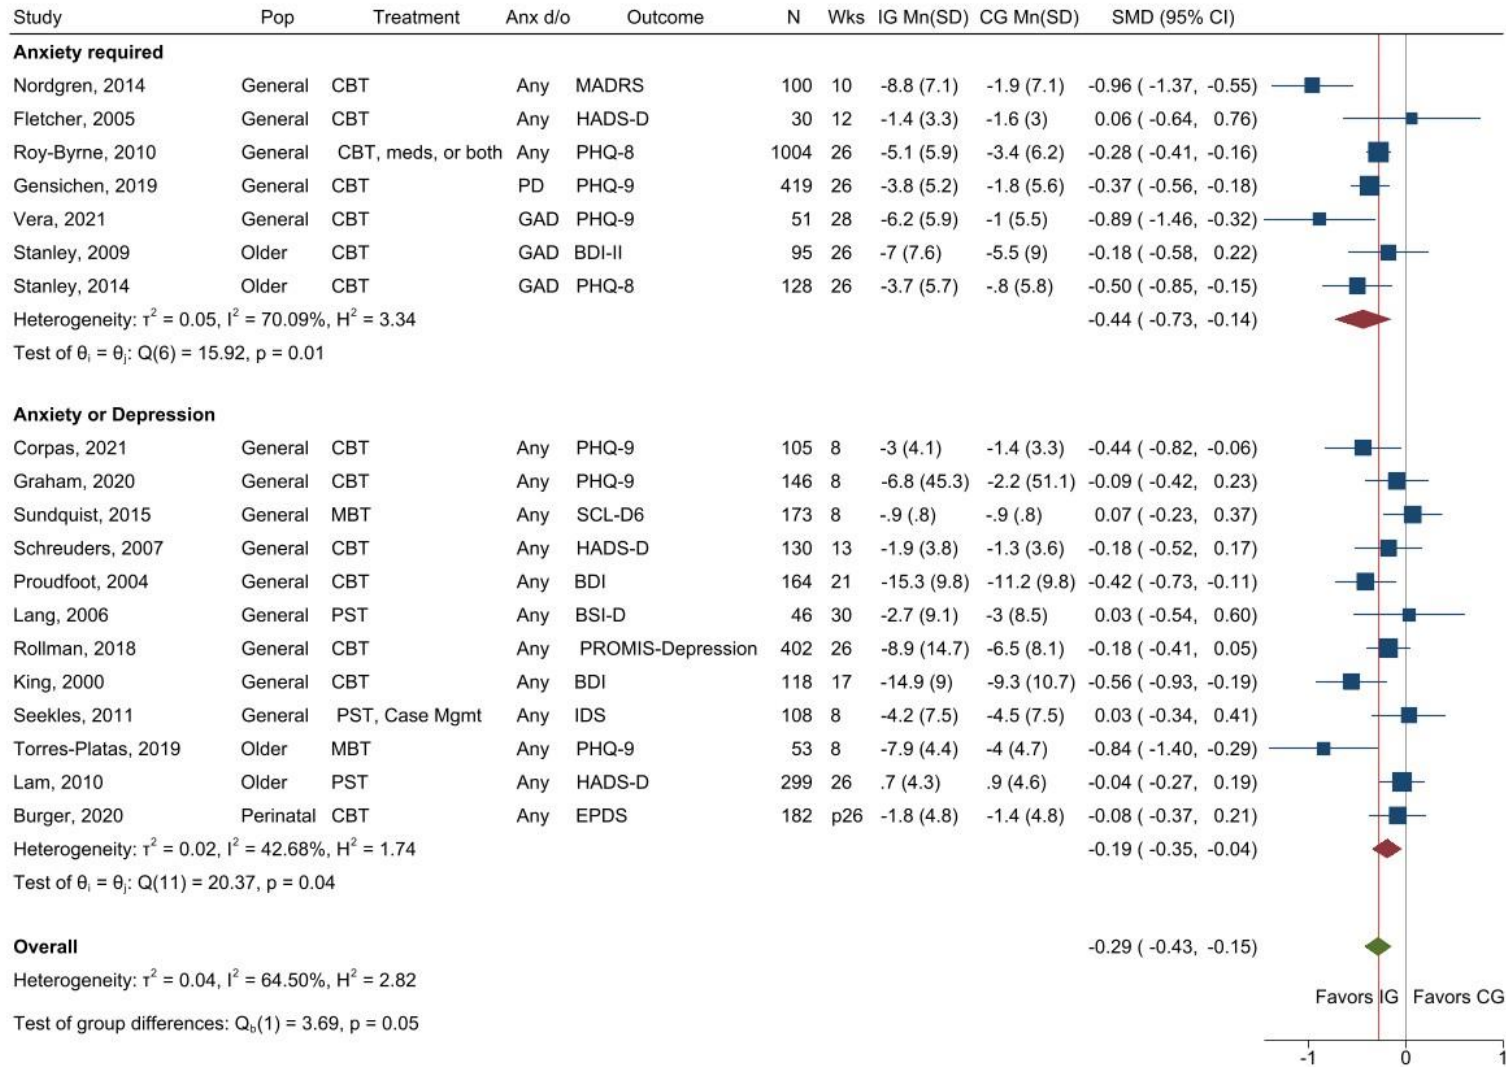 Study Pop Treatment Anx d/o Outcome N Wks IG Mn(SD) CG Mn(SD) SMD (95% CI)
Anxiety required
Nordgren, 2014 General CBT Any MADRS 100 10 -8.8 (7.1) -1.9 (7.1) -0.96 ( -1.37, -0.55)
Fletcher, 2005 General CBT Any HADS-D 30 12 -1.4 (3.3) -1.6 (3) 0.06 ( -0.64, 0.76)
Roy-Byrne, 2010 General CBT, meds, or both Any PHQ-8 1004 26 -5.1 (5.9) -3.4 (6.2) -0.28 ( -0.41, -0.16)
Gensichen, 2019 General CBT PD PHQ-9 419 26 -3.8 (5.2) -1.8 (5.6) -0.37 ( -0.56, -0.18)
Vera, 2021 General CBT GAD PHQ-9 51 28 -6.2 (5.9) -1 (5.5) -0.89 ( -1.46, -0.32)
Stanley, 2009 Older CBT GAD BDI-II 95 26 -7 (7.6) -5.5 (9) -0.18 ( -0.58, 0.22)
Stanley, 2014 Older CBT GAD PHQ-8 128 26 -3.7 (5.7) -.8 (5.8) -0.50 ( -0.85, -0.15)
Heterogeneity: τ² = 0.05, I² = 70.09%, H² = 3.34 -0.44 ( -0.73, -0.14)
Test of θᵢ = θⱼ: Q(6) = 15.92, p = 0.01
Anxiety or Depression
Corpas, 2021 General CBT Any PHQ-9 105 8 -3 (4.1) -1.4 (3.3) -0.44 ( -0.82, -0.06)
Graham, 2020 General CBT Any PHQ-9 146 8 -6.8 (45.3) -2.2 (51.1) -0.09 ( -0.42, 0.23)
Sundquist, 2015 General MBT Any SCL-D6 173 8 -.9 (.8) -.9 (.8) 0.07 ( -0.23, 0.37)
Schreuders, 2007 General CBT Any HADS-D 130 13 -1.9 (3.8) -1.3 (3.6) -0.18 ( -0.52, 0.17)
Proudfoot, 2004 General CBT Any BDI 164 21 -15.3 (9.8) -11.2 (9.8) -0.42 ( -0.73, -0.11)
Lang, 2006 General PST Any BSI-D 46 30 -2.7 (9.1) -3 (8.5) 0.03 ( -0.54, 0.60)
Rollman, 2018 General CBT Any PROMIS-Depression 402 26 -8.9 (14.7) -6.5 (8.1) -0.18 ( -0.41, 0.05)
King, 2000 General CBT Any BDI 118 17 -14.9 (9) -9.3 (10.7) -0.56 ( -0.93, -0.19)
Seekles, 2011 General PST, Case Mgmt Any IDS 108 8 -4.2 (7.5) -4.5 (7.5) 0.03 ( -0.34, 0.41)
Torres-Platas, 2019 Older MBT Any PHQ-9 53 8 -7.9 (4.4) -4 (4.7) -0.84 ( -1.40, -0.29)
Lam, 2010 Older PST Any HADS-D 299 26 .7 (4.3) .9 (4.6) -0.04 ( -0.27, 0.19)
Burger, 2020 Perinatal CBT Any EPDS 182 p26 -1.8 (4.8) -1.4 (4.8) -0.08 ( -0.37, 0.21)
Heterogeneity: τ² = 0.02, I² = 42.68%, H² = 1.74 -0.19 ( -0.35, -0.04)
Test of θᵢ = θⱼ: Q(11) = 20.37, p = 0.04
Overall -0.29 ( -0.43, -0.15)
Heterogeneity: τ² = 0.04, I² = 64.50%, H² = 2.82
Favors IG Favors CG
Test of group differences: Q_b(1) = 3.69, p = 0.05
-1 0 1